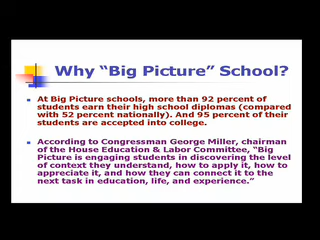 Why “Big Picture” School?
At Big Picture schools, more than 92 percent of
students earn their high school diplomas (compared
with 52 percent nationally). And 95 percent of their
students are accepted into college.
According to Congressman George Miller, chairman
of the House Education & Labor Committee, “Big
Picture is engaging students in discovering the level
of context they understand, how to apply it, how to
appreciate it, and how they can connect it to the
next task in education, life, and experience.”